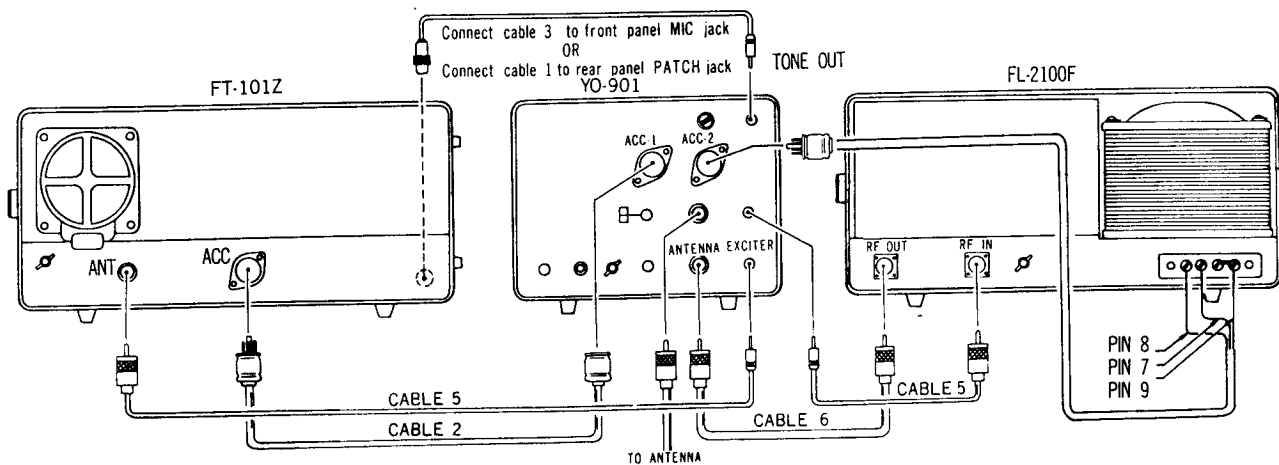 Connect cable 3 to front panel MIC jack
OR
Connect cable 1 to rear panel PATCH jack
TONE OUT
FT-101Z
YO-901
FL-2100F
ACC-1
ACC-2
ANT
ACC
ANTENNA EXCITER
RF OUT
RF IN
PIN 8
PIN 7
PIN 9
CABLE 5
CABLE 5
CABLE 6
CABLE 2
TO ANTENNA